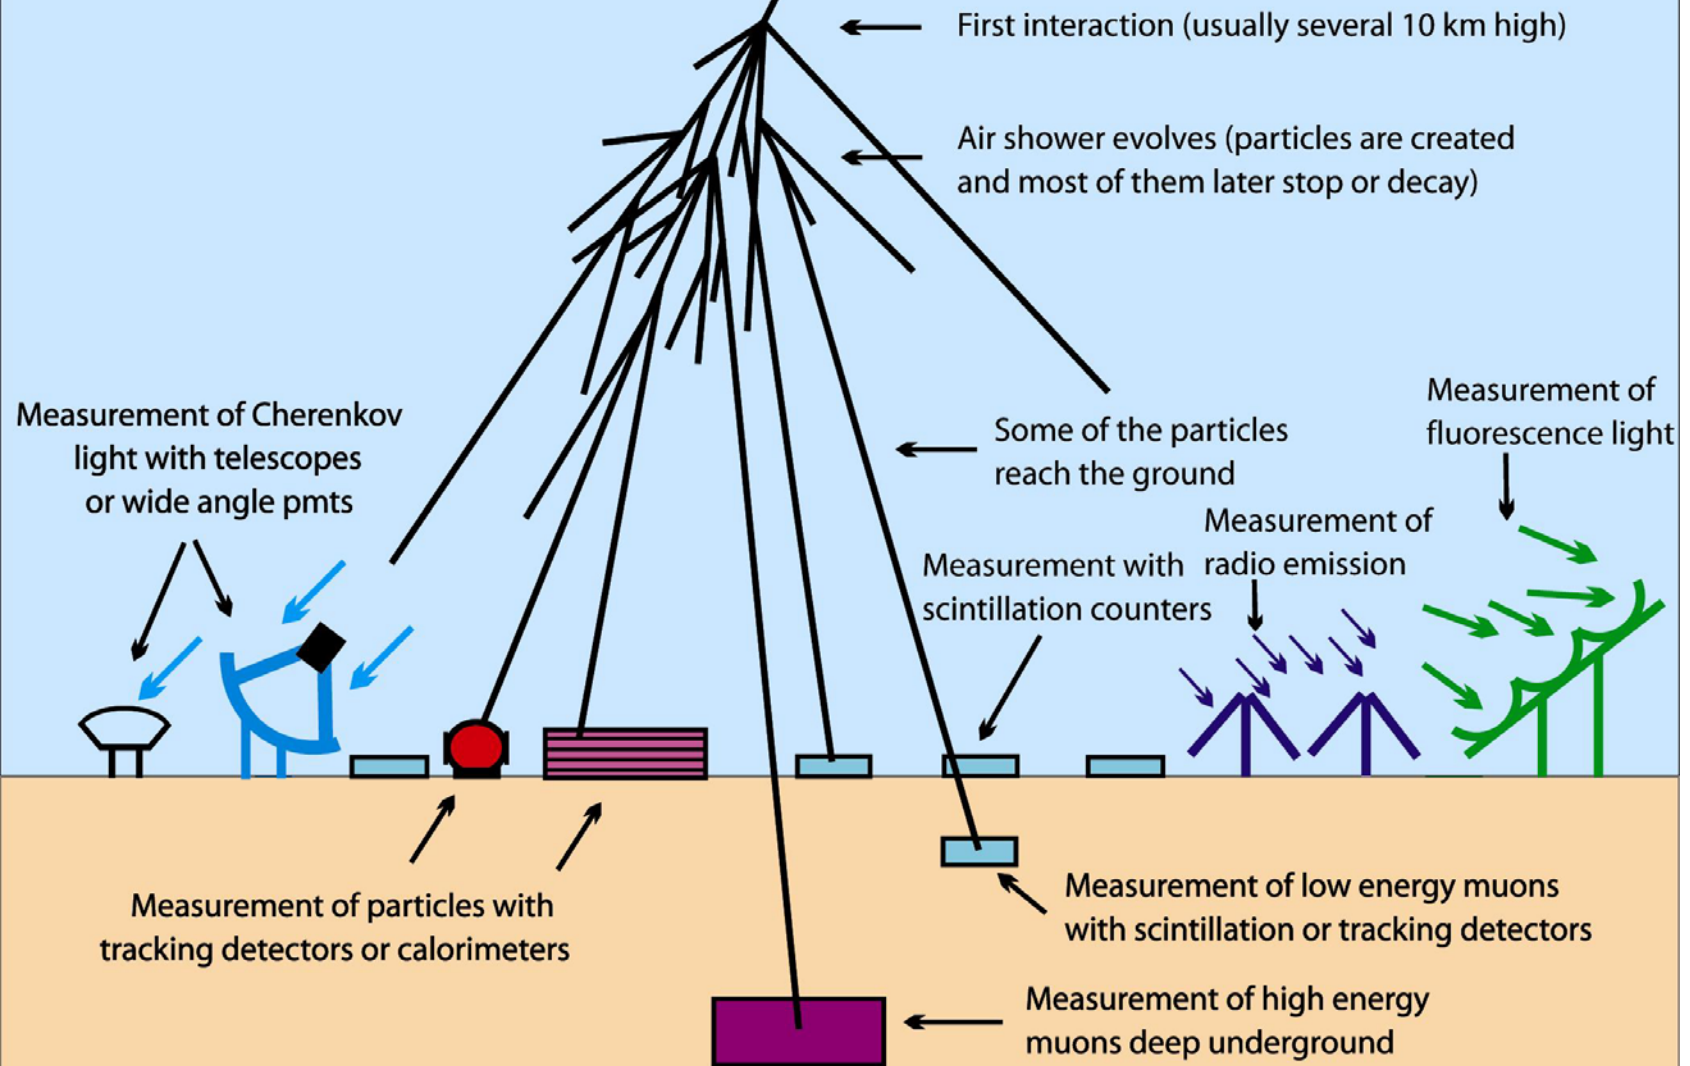 First interaction (usually several 10 km high)
Air shower evolves (particles are created
and most of them later stop or decay)
Measurement of Cherenkov
light with telescopes
or wide angle pmts
Some of the particles
reach the ground
Measurement of
fluorescence light
Measurement of
radio emission
Measurement with
scintillation counters
Measurement of particles with
tracking detectors or calorimeters
Measurement of low energy muons
with scintillation or tracking detectors
Measurement of high energy
muons deep underground